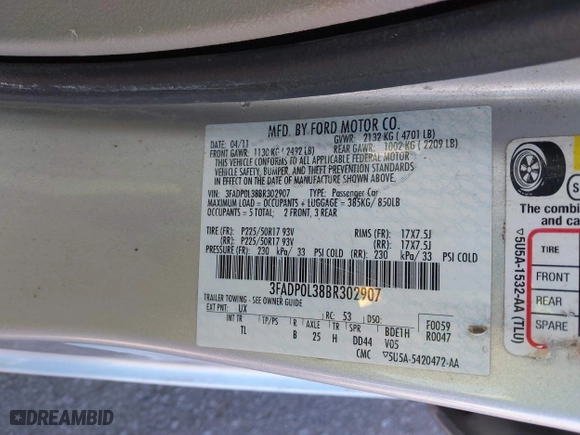 MFD. BY FORD MOTOR CO.
DATE: 04/11 GVWR: 2132 KG ( 4701 LB)
FRONT GAWR: 1130 KG ( 2492 LB) REAR GAWR: 1002 KG ( 2209 LB)
THIS VEHICLE CONFORMS TO ALL APPLICABLE FEDERAL MOTOR
VEHICLE SAFETY, BUMPER, AND THEFT PREVENTION STANDARDS
IN EFFECT ON THE DATE OF MANUFACTURE SHOWN ABOVE.
VIN: 3FADP0L38BR302907 TYPE: Passenger Car
MAXIMUM LOAD = OCCUPANTS + LUGGAGE = 385KG/ 850LB
OCCUPANTS = 5 TOTAL; 2 FRONT, 3 REAR
TIRE (FR): P225/50R17 93V RIMS (FR): 17X7.5J
(RR): P225/50R17 93V (RR): 17X7.5J
PRESSURE (FR): 230 kPa/ 33 PSI COLD (RR): 230 kPa/ 33 PSI COLD
3FADP0L38BR302907
TRAILER TOWING - SEE OWNER GUIDE
EXT PNT: UX RC: 53 DSO: F0059
INT TR TP/PS R AXLE TR BDE1H R0047
TL B 25 H DD44 V05
CMC ▽5U5A-5420472-AA
The combin
and ca
TIRE
FRONT
REAR
SPARE
▽5U5A-1532-AA (TLU)
DREAMBID